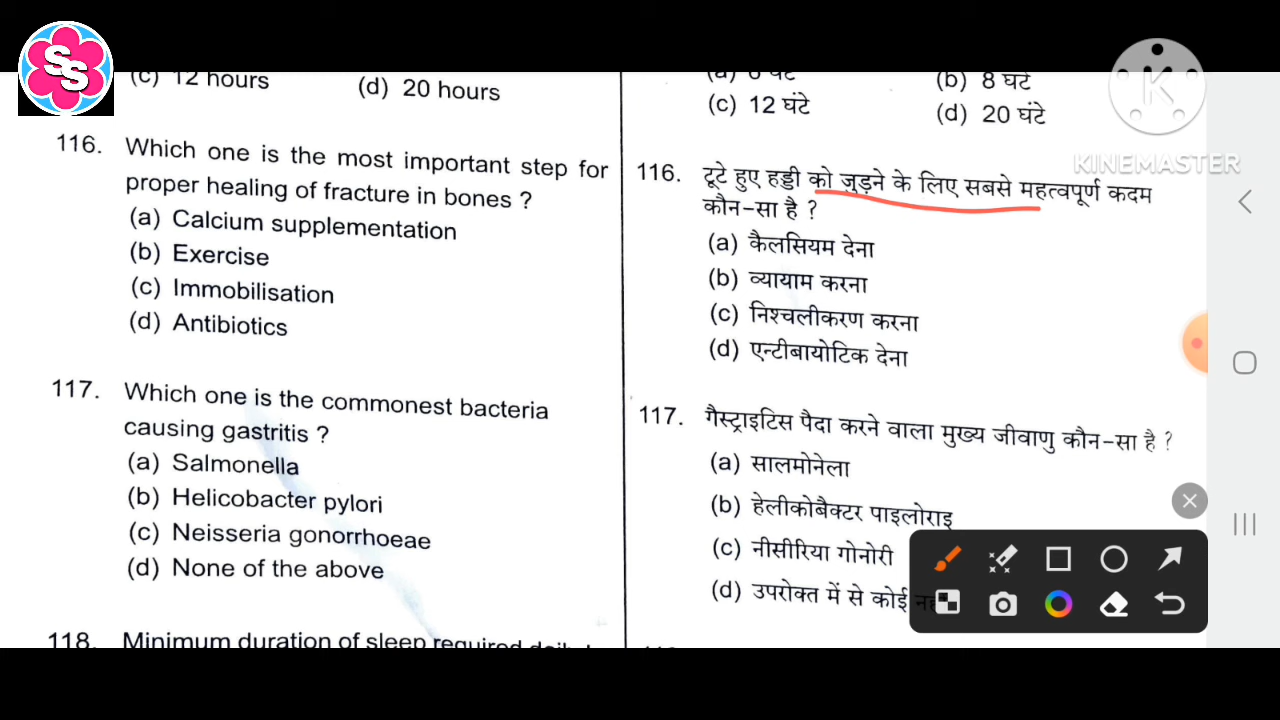 SS
KINEMASTER
(c) 12 hours
(d) 20 hours
116. Which one is the most important step for
proper healing of fracture in bones ?
(a) Calcium supplementation
(b) Exercise
(c) Immobilisation
(d) Antibiotics
117. Which one is the commonest bacteria
causing gastritis ?
(a) Salmonella
(b) Helicobacter pylori
(c) Neisseria gonorrhoeae
(d) None of the above
118. Minimum duration of sleep required
(b) 8 घंटे
(c) 12 घंटे
(d) 20 घंटे
116. टूटे हुए हड्डी को जुड़ने के लिए सबसे महत्वपूर्ण कदम
कौन-सा है ?
(a) कैलसियम देना
(b) व्यायाम करना
(c) निश्चलीकरण करना
(d) एन्टीबायोटिक देना
117. गैस्ट्राइटिस पैदा करने वाला मुख्य जीवाणु कौन-सा है ?
(a) सालमोनेला
(b) हेलीकोबैक्टर पाइलोराइ
(c) नीसीरिया गोनोरी
(d) उपरोक्त में से कोई